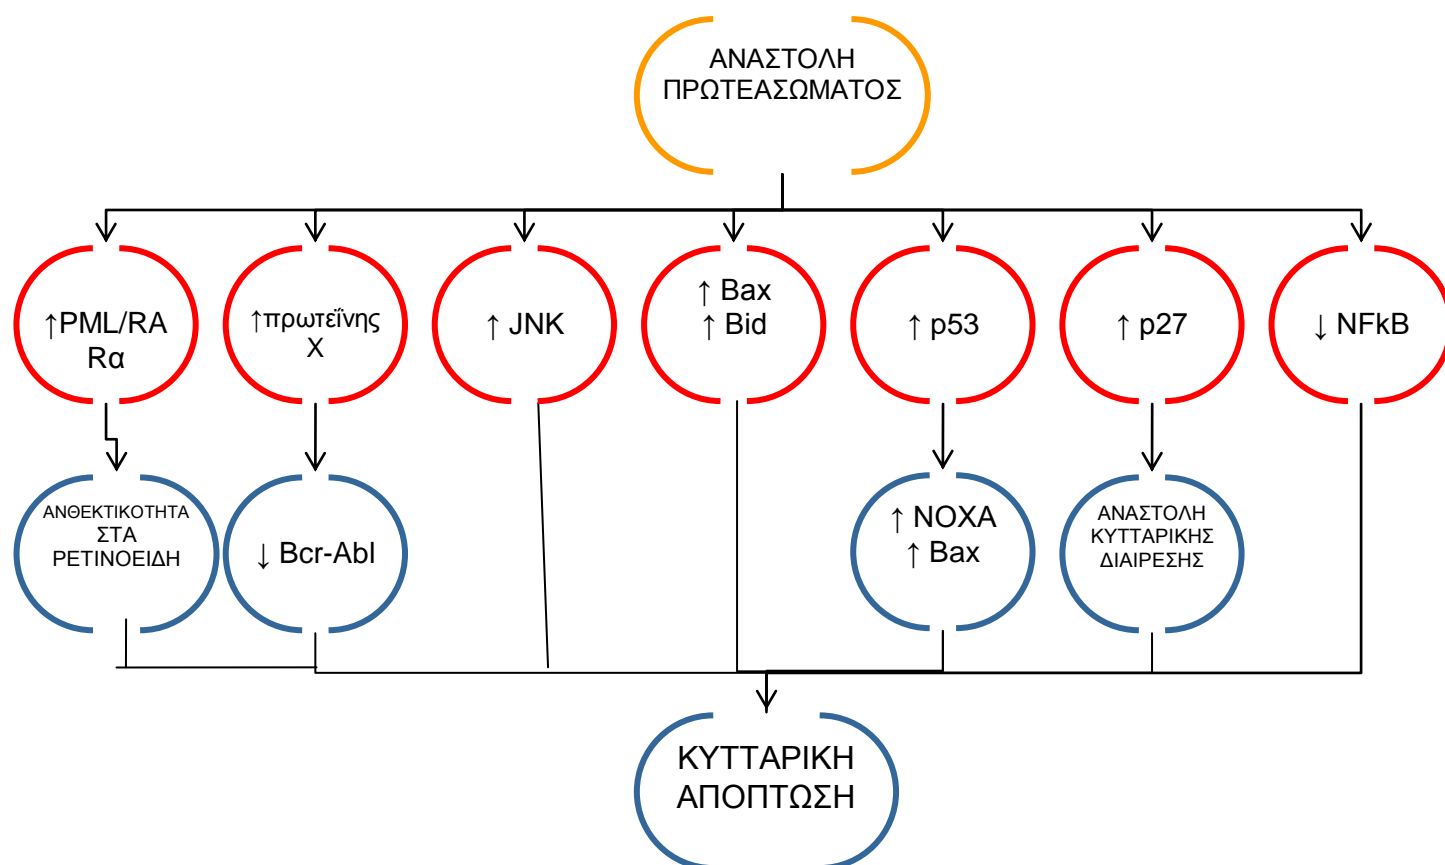 ΑΝΑΣΤΟΛΗ
ΠΡΩΤΕΑΣΩΜΑΤΟΣ
↑PML/RA
Rα
↑πρωτεΐνης
Χ
↑ JNK
↑ Bax
↑ Bid
↑ p53
↑ p27
↓ NFkB
ΑΝΘΕΚΤΙΚΟΤΗΤΑ
ΣΤΑ
ΡΕΤΙΝΟΕΙΔΗ
↓ Bcr-Abl
↑ NOXA
↑ Bax
ΑΝΑΣΤΟΛΗ
ΚΥΤΤΑΡΙΚΗΣ
ΔΙΑΙΡΕΣΗΣ
ΚΥΤΤΑΡΙΚΗ
ΑΠΟΠΤΩΣΗ